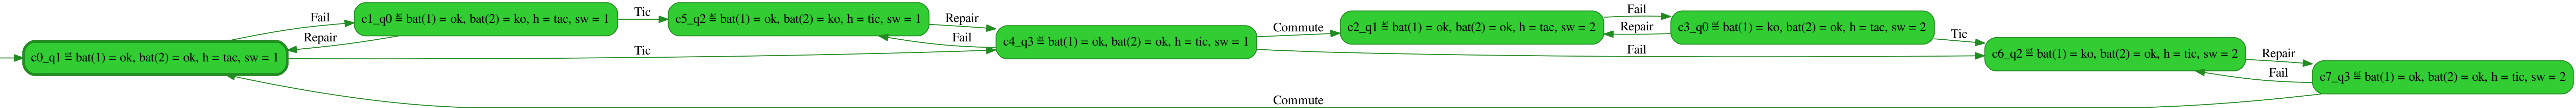 Fail
c1_q0 ≝ bat(1) = ok, bat(2) = ko, h = tac, sw = 1
Tic
c5_q2 ≝ bat(1) = ok, bat(2) = ko, h = tic, sw = 1
Repair
Repair
Fail
c0_q1 ≝ bat(1) = ok, bat(2) = ok, h = tac, sw = 1
Tic
c4_q3 ≝ bat(1) = ok, bat(2) = ok, h = tic, sw = 1
Commute
c2_q1 ≝ bat(1) = ok, bat(2) = ok, h = tac, sw = 2
Fail
Repair
c3_q0 ≝ bat(1) = ko, bat(2) = ok, h = tac, sw = 2
Tic
Fail
c6_q2 ≝ bat(1) = ko, bat(2) = ok, h = tic, sw = 2
Repair
Fail
c7_q3 ≝ bat(1) = ok, bat(2) = ok, h = tic, sw = 2
Commute